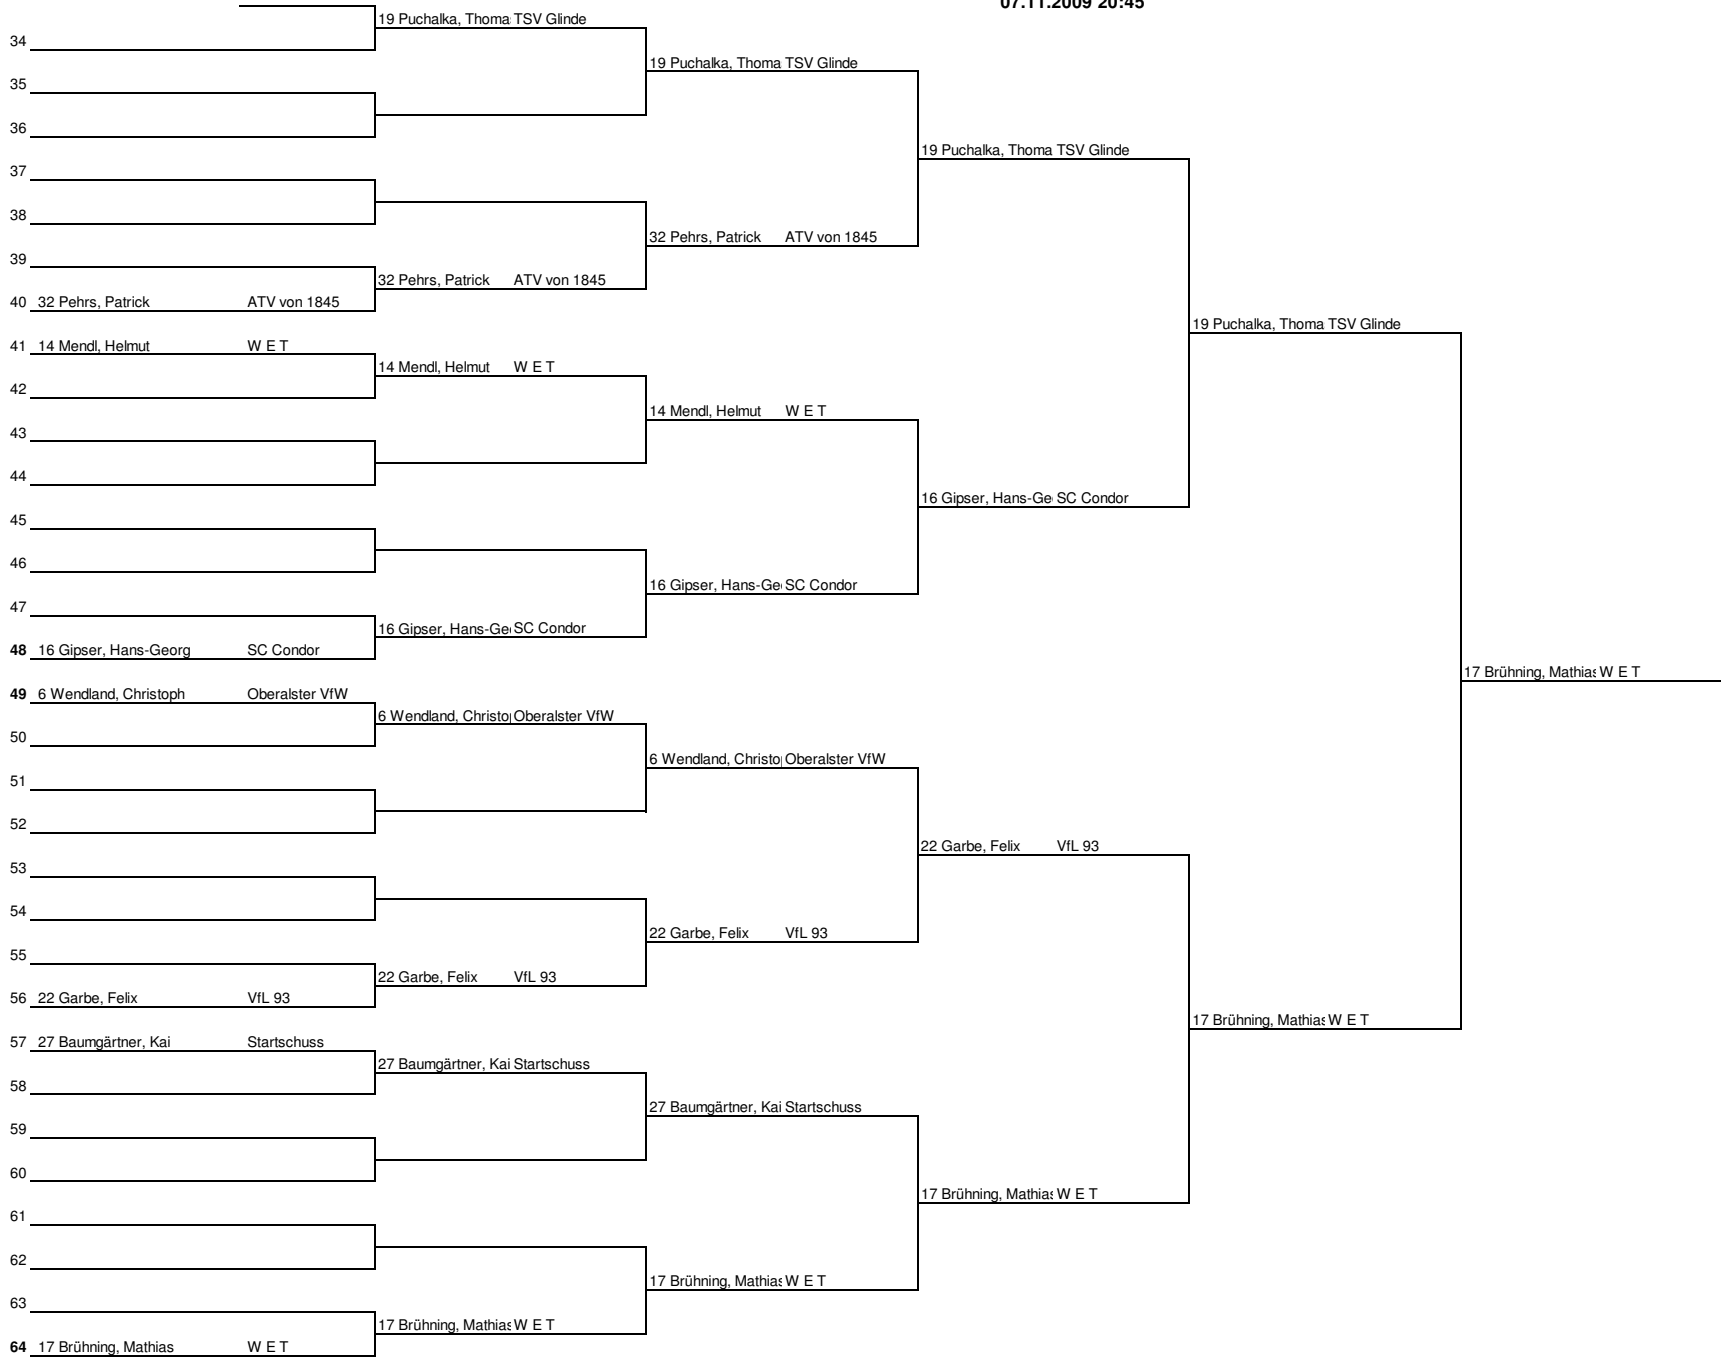 07.11.2009 20:45
19 Puchalka, Thoma TSV Glinde
34
19 Puchalka, Thoma TSV Glinde
35
36
19 Puchalka, Thoma TSV Glinde
37
38
32 Pehrs, Patrick ATV von 1845
39
32 Pehrs, Patrick ATV von 1845
40 32 Pehrs, Patrick ATV von 1845
19 Puchalka, Thoma TSV Glinde
41 14 Mendl, Helmut W E T
14 Mendl, Helmut W E T
42
14 Mendl, Helmut W E T
43
44
16 Gipser, Hans-Ge SC Condor
45
46
16 Gipser, Hans-Ge SC Condor
47
16 Gipser, Hans-Ge SC Condor
48 16 Gipser, Hans-Georg SC Condor
17 Brühning, Mathias W E T
49 6 Wendland, Christoph Oberalster VfW
6 Wendland, Christo Oberalster VfW
50
6 Wendland, Christo Oberalster VfW
51
52
22 Garbe, Felix VfL 93
53
54
22 Garbe, Felix VfL 93
55
22 Garbe, Felix VfL 93
56 22 Garbe, Felix VfL 93
17 Brühning, Mathias W E T
57 27 Baumgärtner, Kai Startschuss
27 Baumgärtner, Kai Startschuss
58
27 Baumgärtner, Kai Startschuss
59
60
17 Brühning, Mathias W E T
61
62
17 Brühning, Mathias W E T
63
17 Brühning, Mathias W E T
64 17 Brühning, Mathias W E T